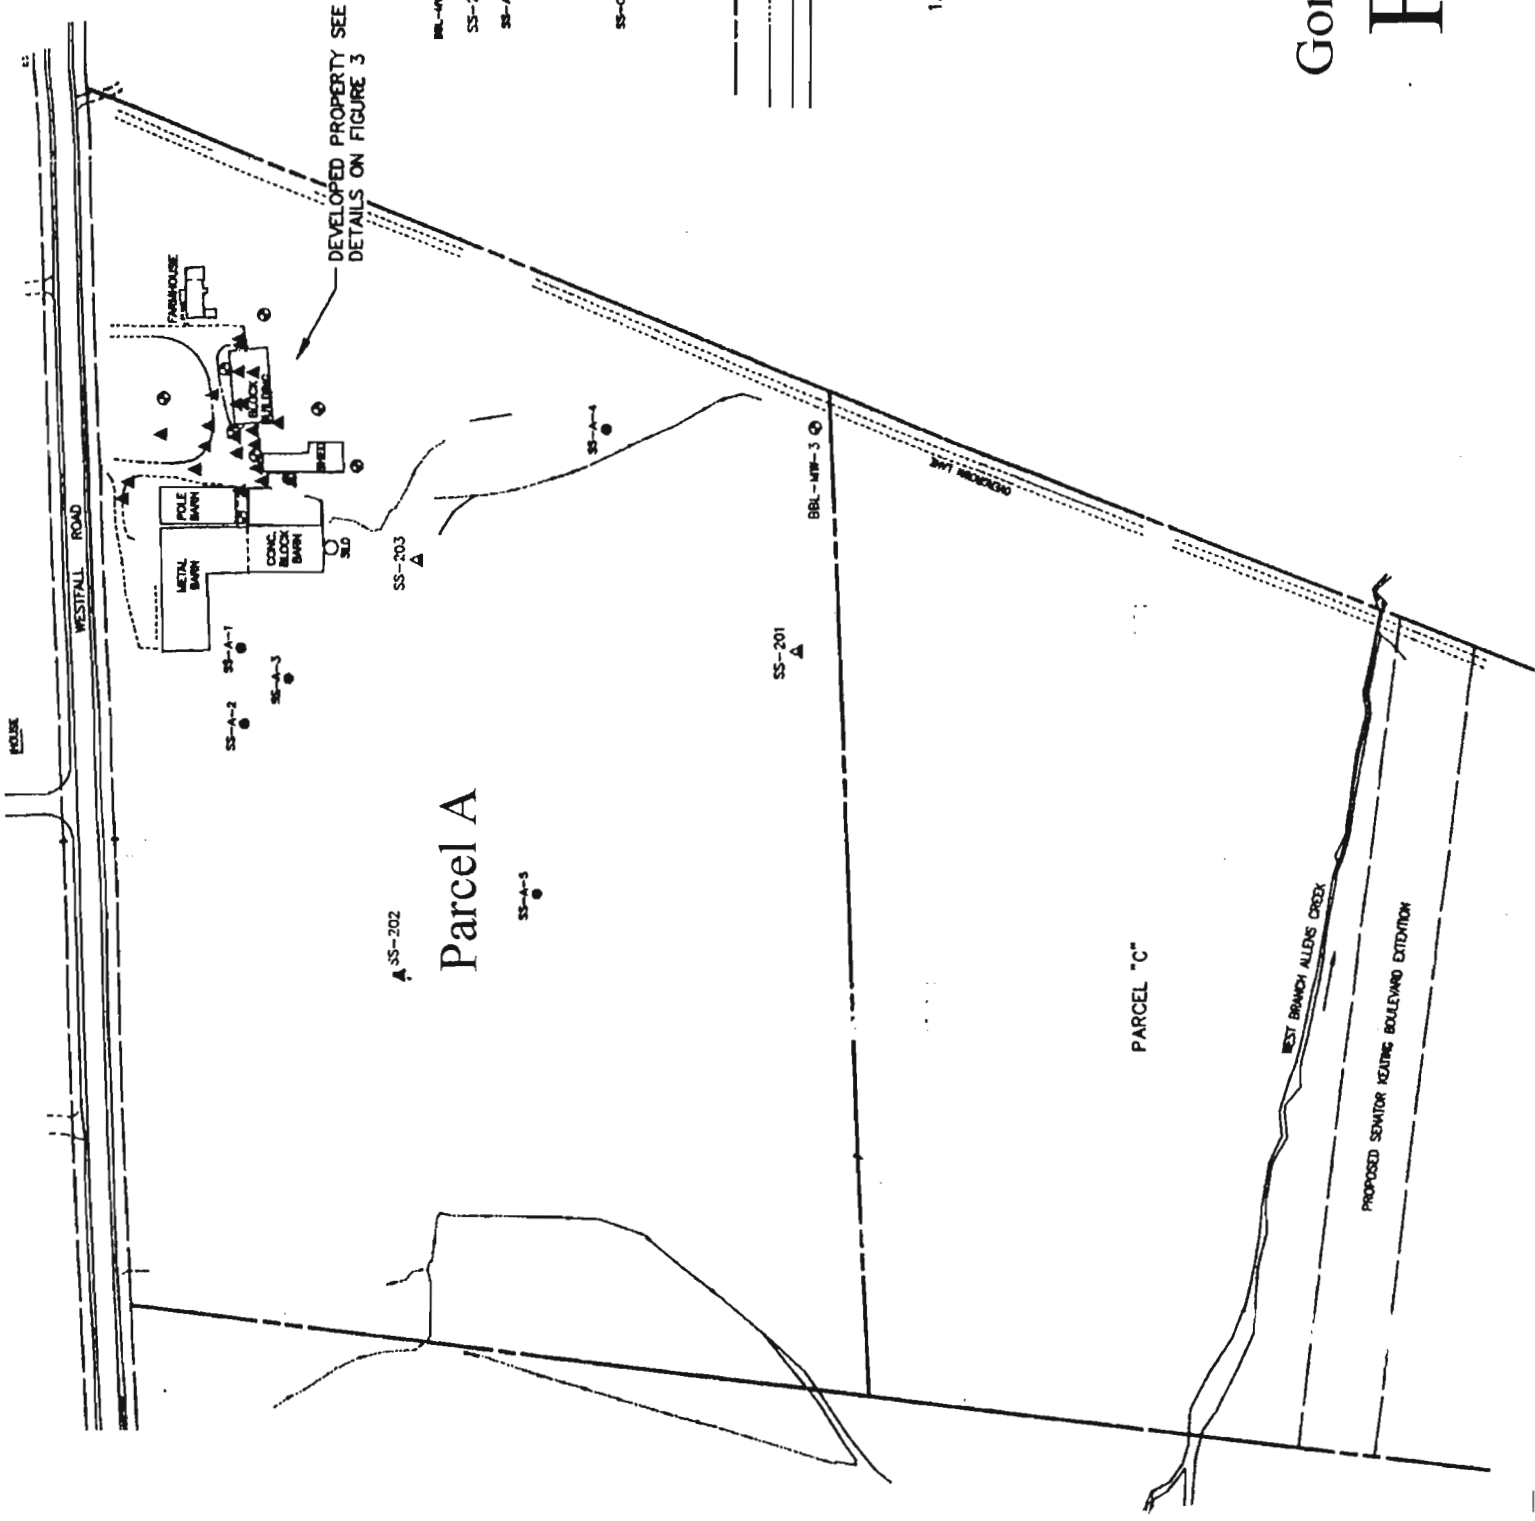 HOUSE
WESTFALL ROAD
FARMHOUSE
DEVELOPED PROPERTY SEE
DETAILS ON FIGURE 3
BLOCK
BUILDING
SHED
POLE
BARN
METAL
BARN
CONC.
BLOCK
BARN
SILO
SS-A-1
SS-A-2
SS-A-3
SS-203
SS-A-4
BBL-MW-3
SS-201
Parcel A
SS-202
SS-A-5
PARCEL "C"
WEST BRANCH ALLENS CREEK
PROPOSED SENATOR KEATING BOULEVARD EXTENTION